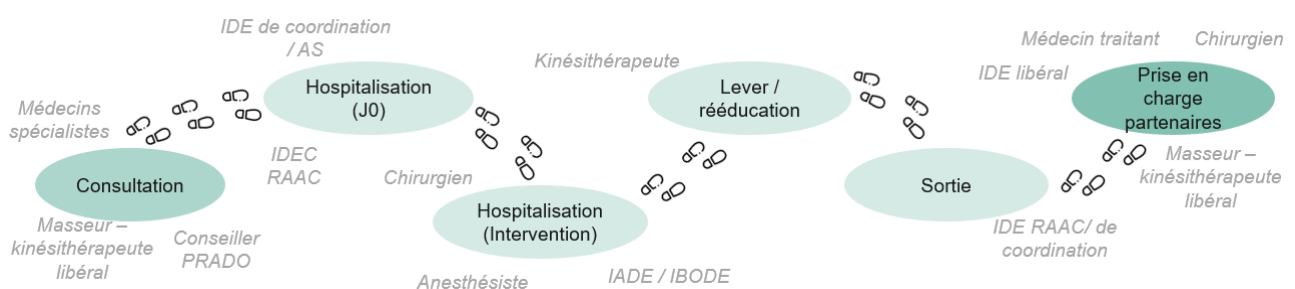 IDE de coordination
/ AS
Médecin traitant
Chirurgien
Kinésithérapeute
IDE libéral
Prise en
charge
partenaires
Hospitalisation
(J0)
Lever /
rééducation
Médecins
spécialistes
IDEC
RAAC
Chirurgien
Masseur –
kinésithérapeute
libéral
Consultation
Sortie
Hospitalisation
(Intervention)
Masseur –
kinésithérapeute
libéral
Conseiller
PRADO
IDE RAAC/ de
coordination
Anesthésiste
IADE / IBODE